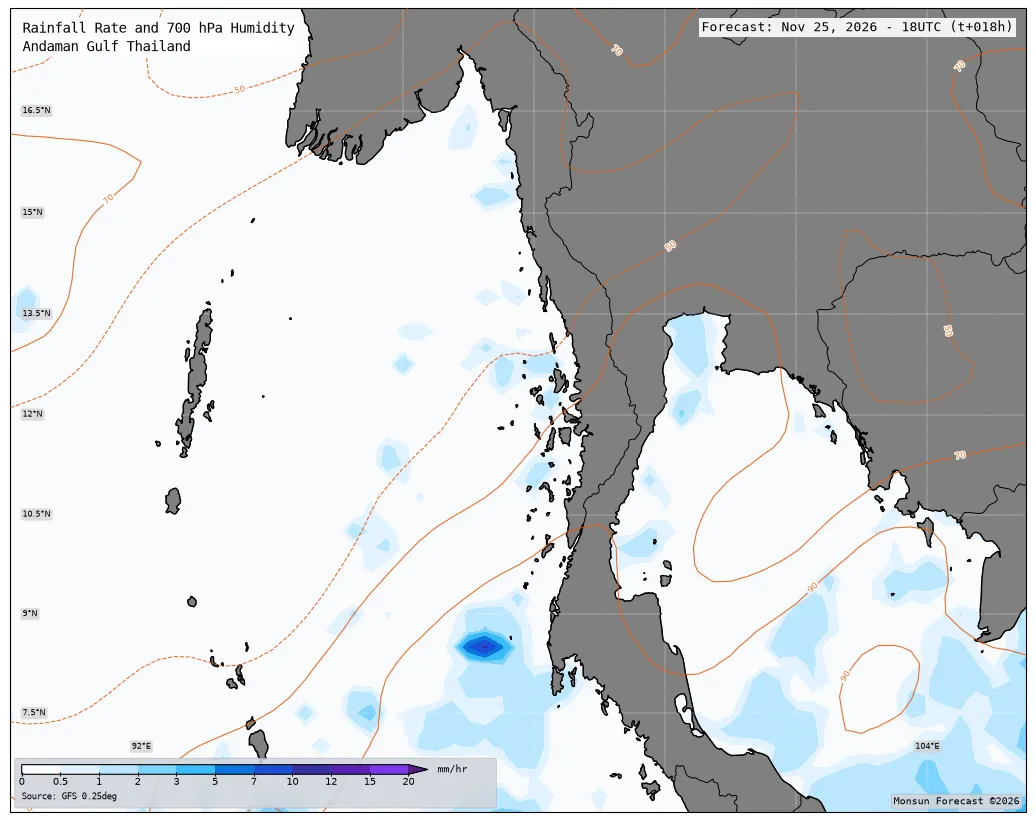 Rainfall Rate and 700 hPa Humidity
Andaman Gulf Thailand
Forecast: Nov 25, 2026 - 18UTC (t+018h)
70
70
50
16.5°N
70
15°N
50
13.5°N
50
12°N
70
10.5°N
90
9°N
90
7.5°N
92°E
104°E
mm/hr
0 0.5 1 2 3 5 7 10 12 15 20
Source: GFS 0.25deg
Monsun Forecast ©2026